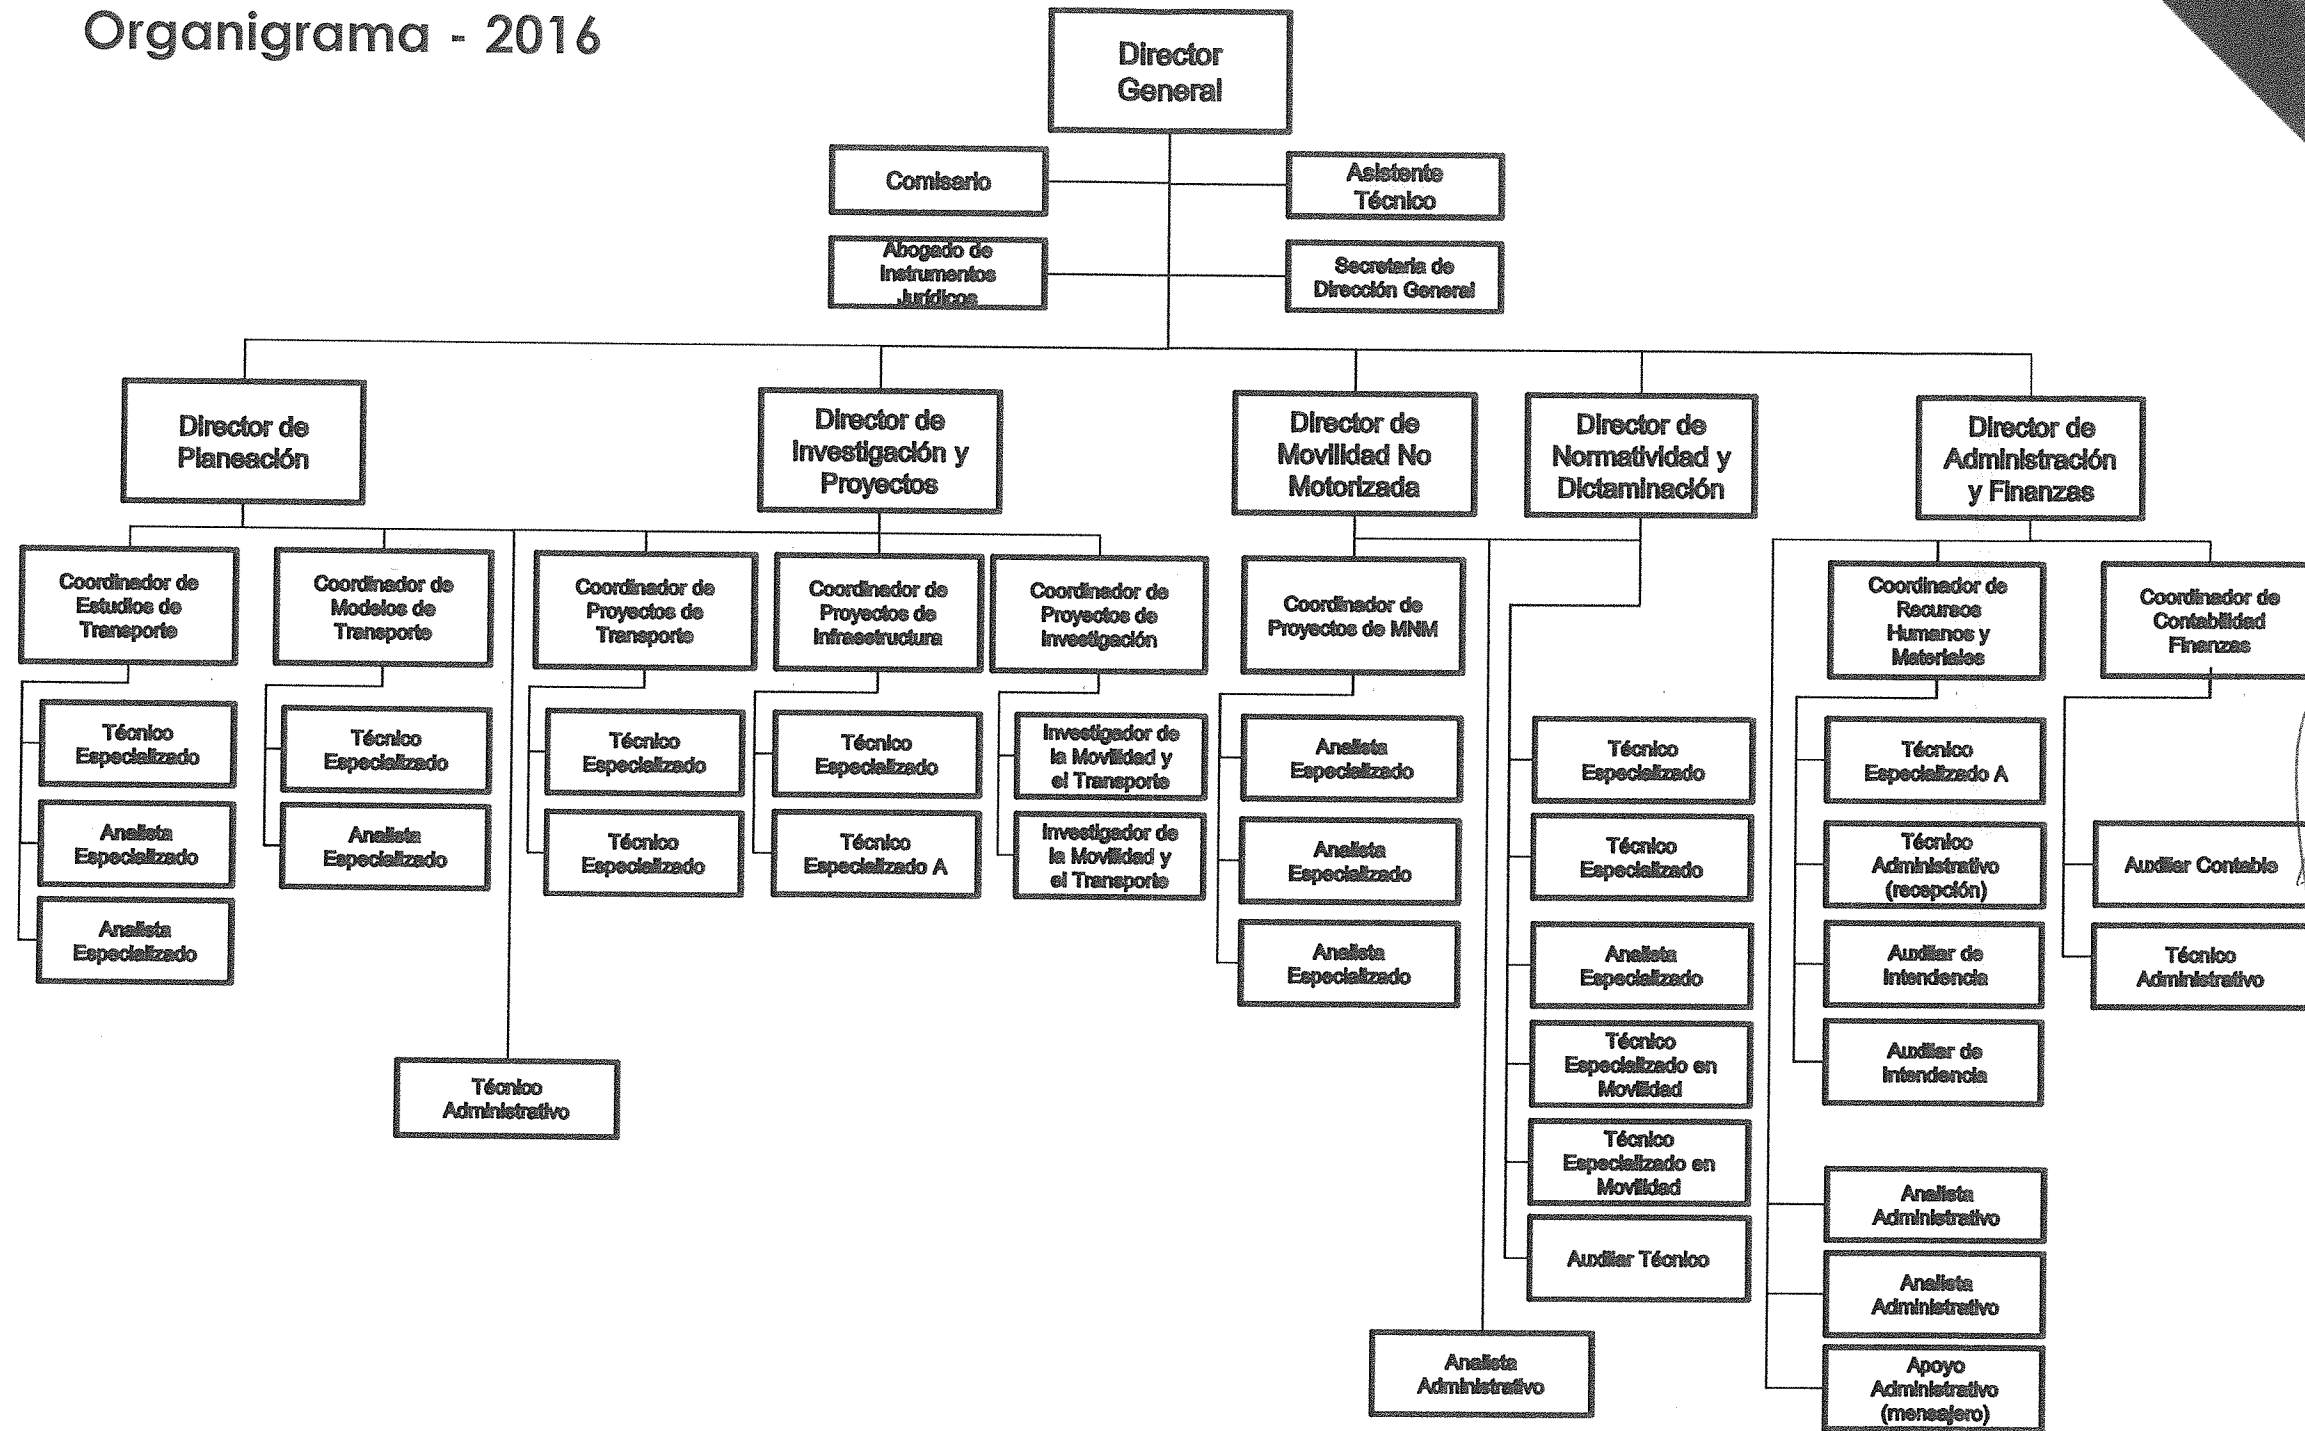 Organigrama - 2016
Director
General
Comisario
Asistente
Técnico
Abogado de
Instrumentos
Jurídicos
Secretaria de
Dirección General
Director de
Planeación
Director de
Investigación y
Proyectos
Director de
Movilidad No
Motorizada
Director de
Normatividad y
Dictaminación
Director de
Administración
y Finanzas
Coordinador de
Estudios de
Transporte
Coordinador de
Modelos de
Transporte
Coordinador de
Proyectos de
Transporte
Coordinador de
Proyectos de
Infraestructura
Coordinador de
Proyectos de
Investigación
Coordinador de
Proyectos de MNM
Coordinador de
Recursos
Humanos y
Materiales
Coordinador de
Contabilidad
Finanzas
Técnico
Especializado
Analista
Especializado
Analista
Especializado
Técnico
Especializado
Analista
Especializado
Técnico
Administrativo
Técnico
Especializado
Técnico
Especializado
Técnico
Especializado
Técnico
Especializado A
Investigador de
la Movilidad y
el Transporte
Investigador de
la Movilidad y
el Transporte
Analista
Especializado
Analista
Especializado
Analista
Especializado
Técnico
Especializado
Técnico
Especializado
Analista
Especializado
Técnico
Especializado en
Movilidad
Técnico
Especializado en
Movilidad
Auxiliar Técnico
Analista
Administrativo
Técnico
Especializado A
Técnico
Administrativo
(recepción)
Auxiliar de
Intendencia
Auxiliar de
Intendencia
Analista
Administrativo
Analista
Administrativo
Apoyo
Administrativo
(mensajero)
Auxiliar Contable
Técnico
Administrativo